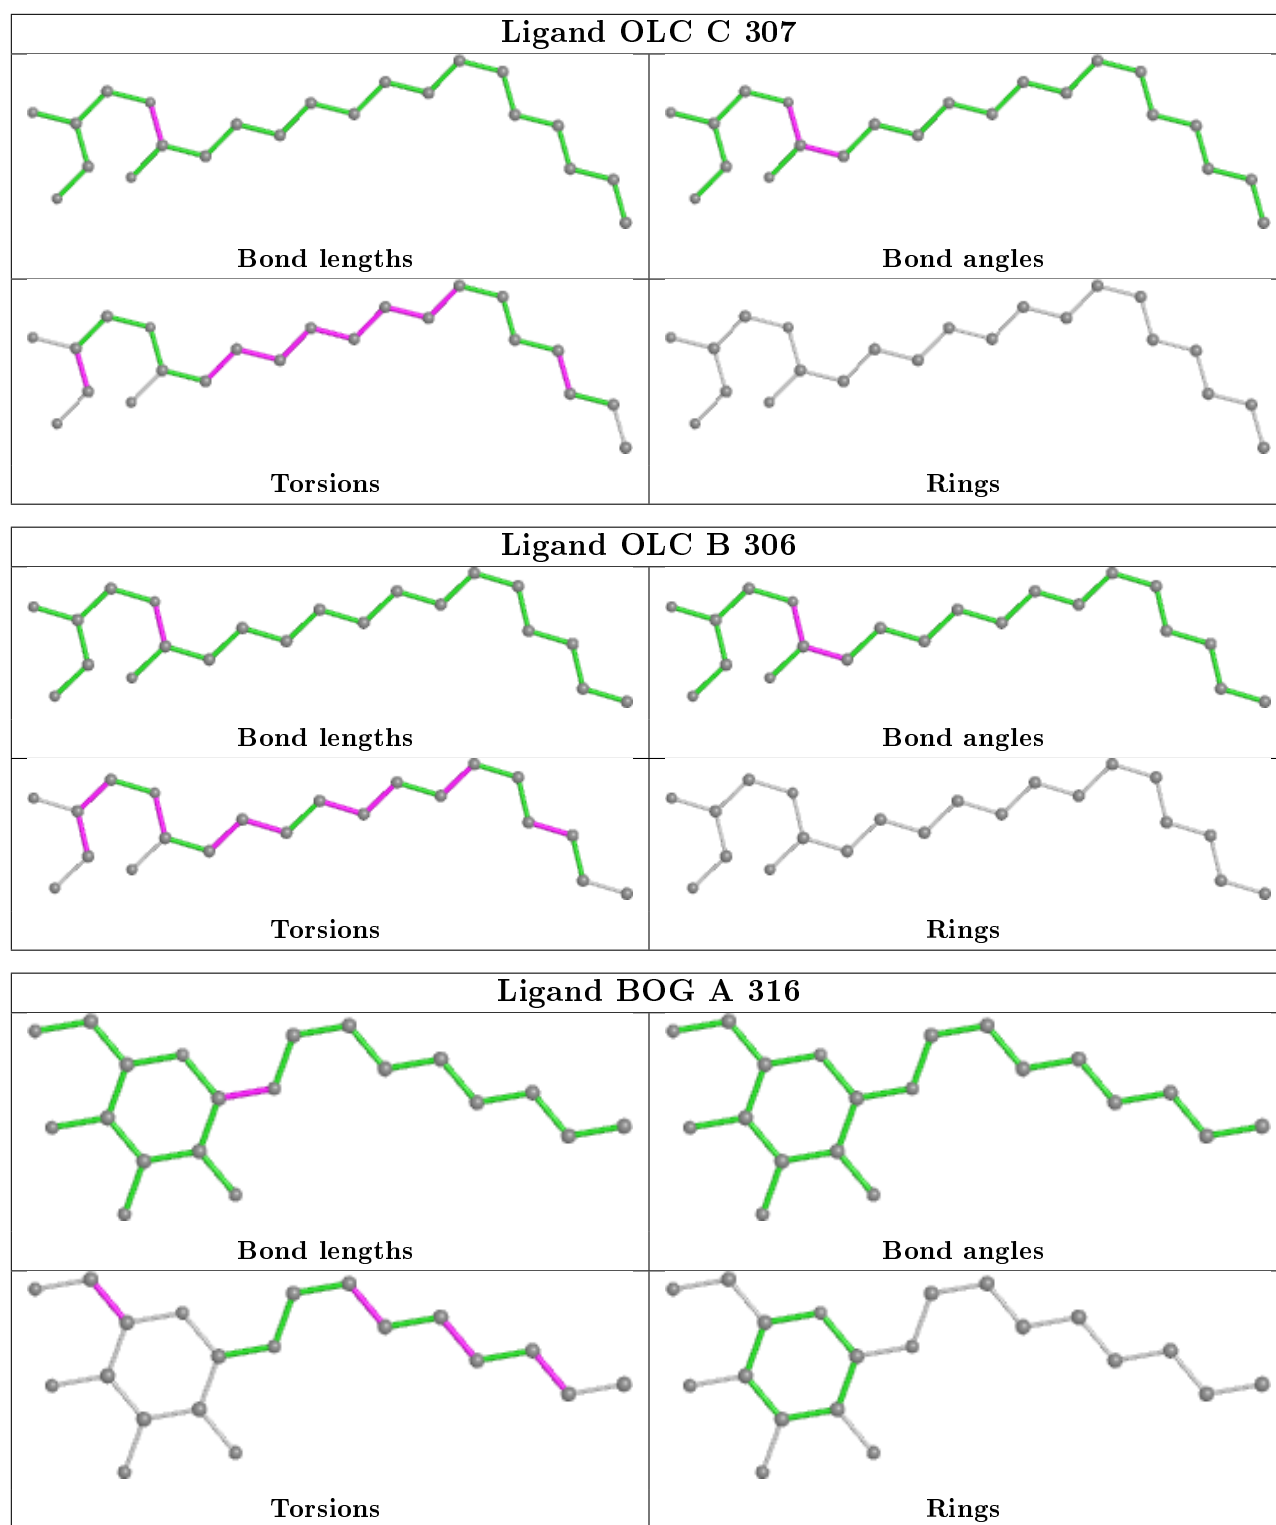 Ligand OLC C 307
Bond lengths
Bond angles
Torsions
Rings
Ligand OLC B 306
Bond lengths
Bond angles
Torsions
Rings
Ligand BOG A 316
Bond lengths
Bond angles
Torsions
Rings